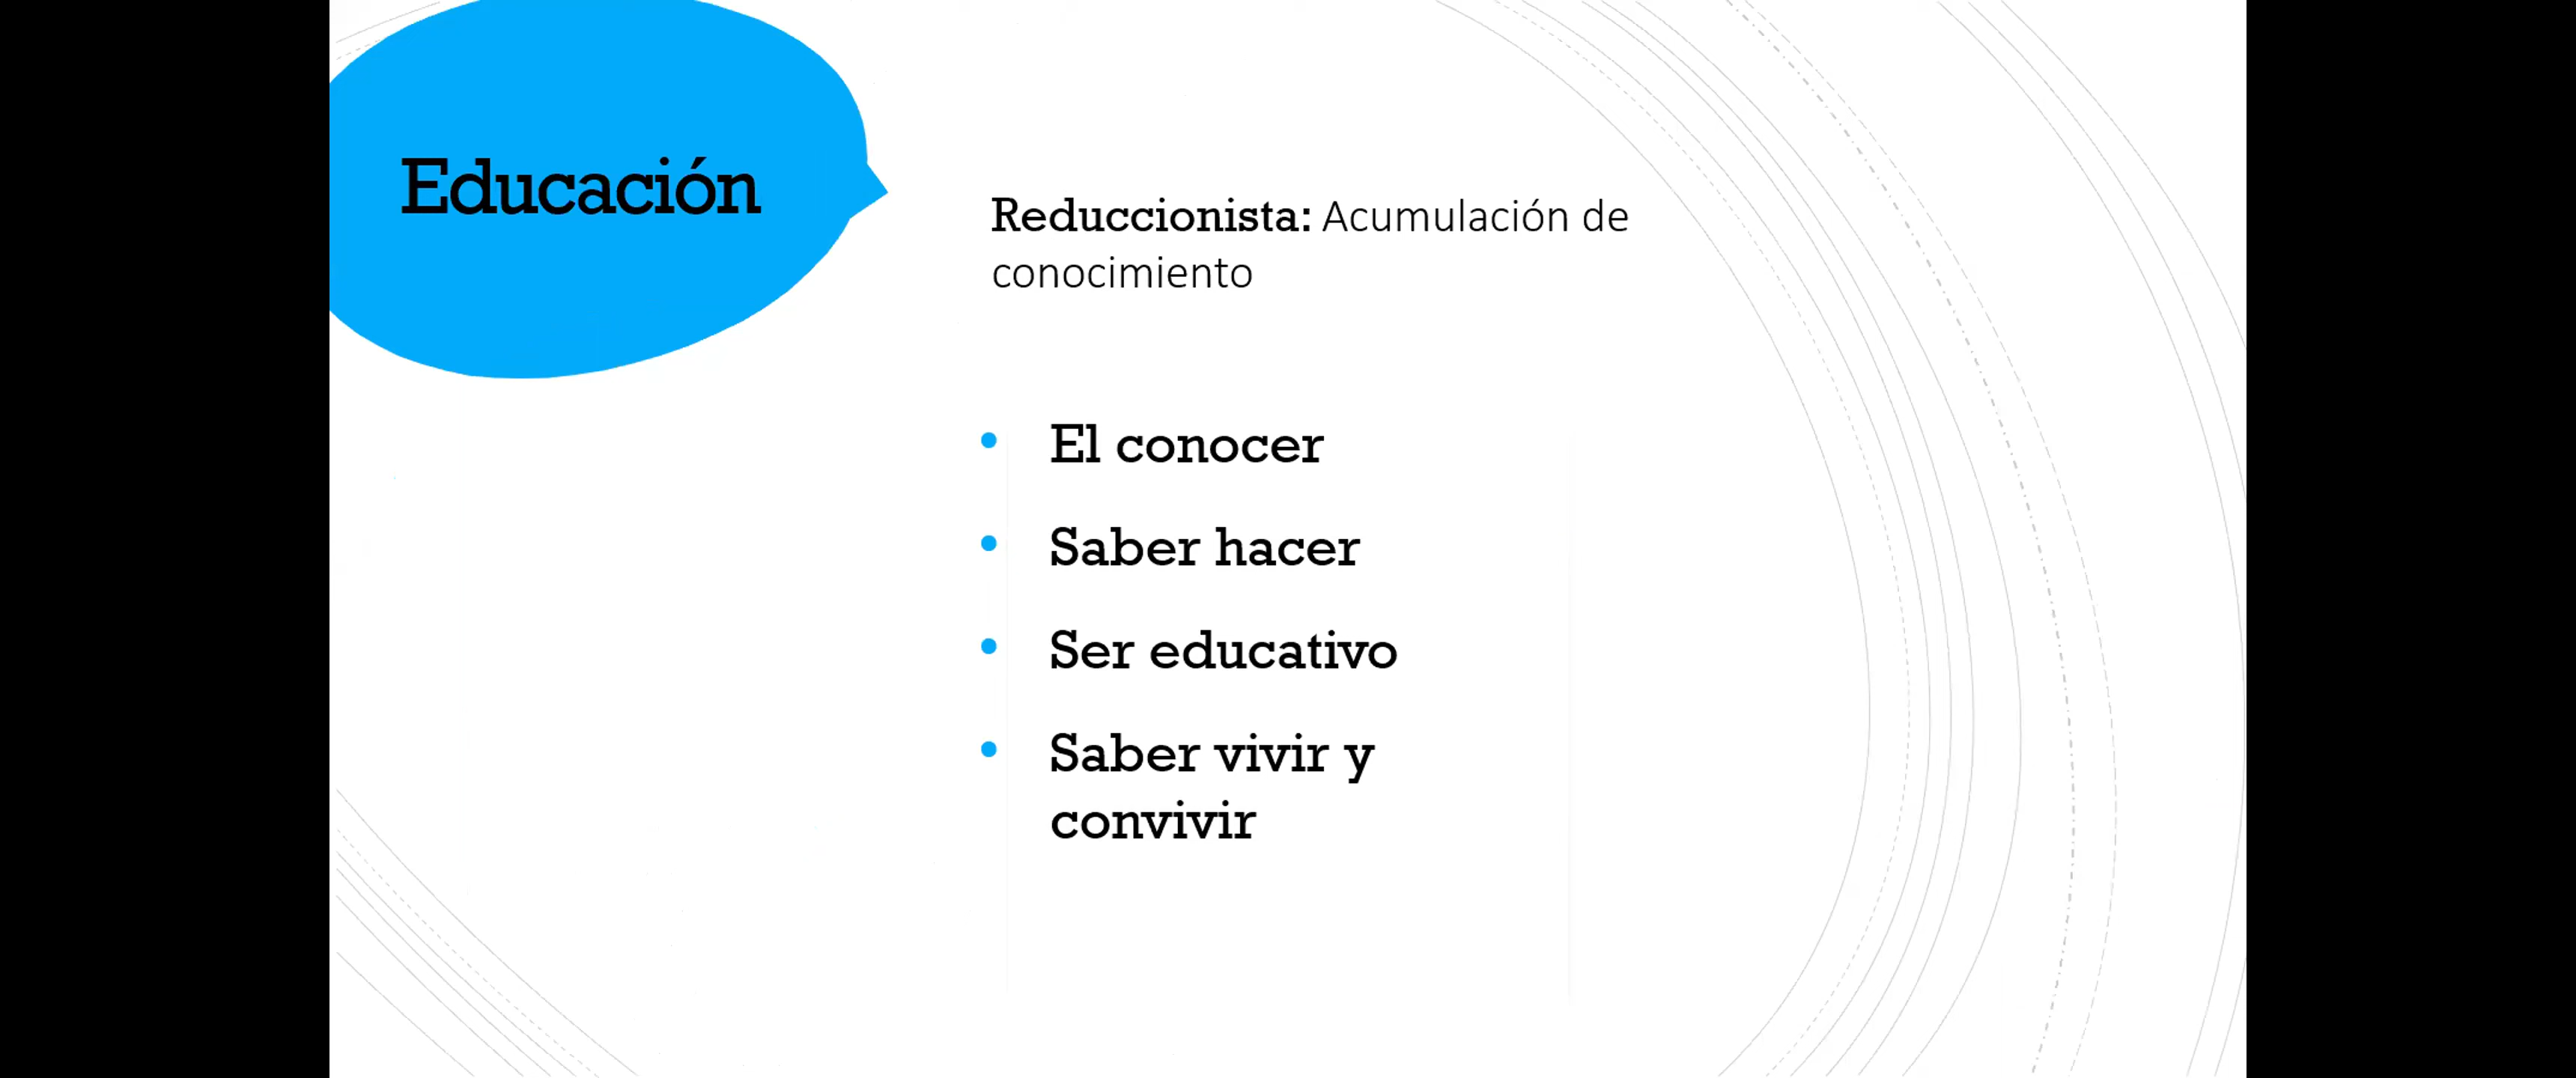 Educación
Reduccionista: Acumulación de
conocimiento
El conocer
Saber hacer
Ser educativo
Saber vivir y
convivir